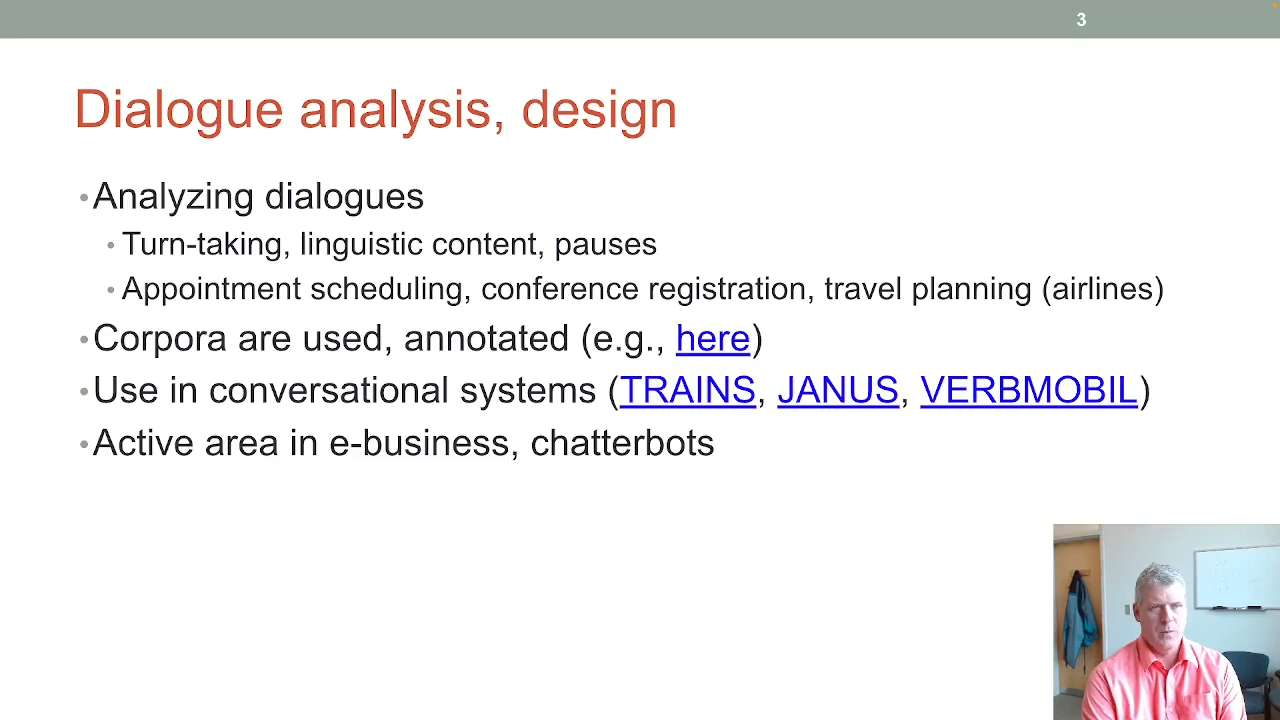 3
Dialogue analysis, design
•Analyzing dialogues
•Turn-taking, linguistic content, pauses
•Appointment scheduling, conference registration, travel planning (airlines)
•Corpora are used, annotated (e.g., here)
•Use in conversational systems (TRAINS, JANUS, VERBMOBIL)
•Active area in e-business, chatterbots